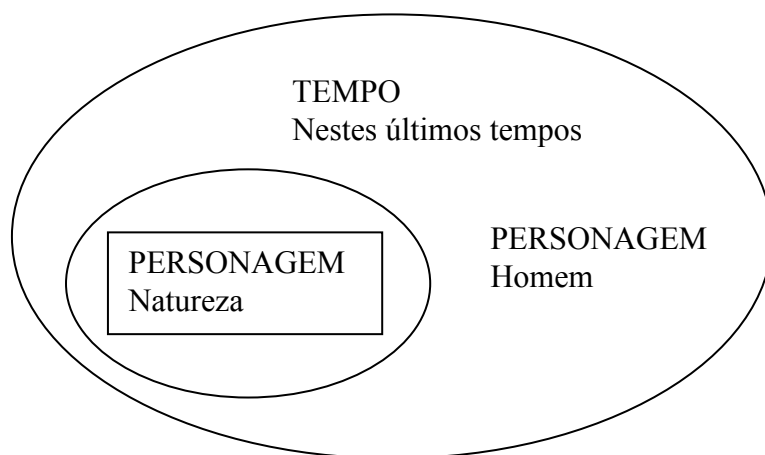 TEMPO
Nestes últimos tempos
PERSONAGEM
Homem
PERSONAGEM
Natureza